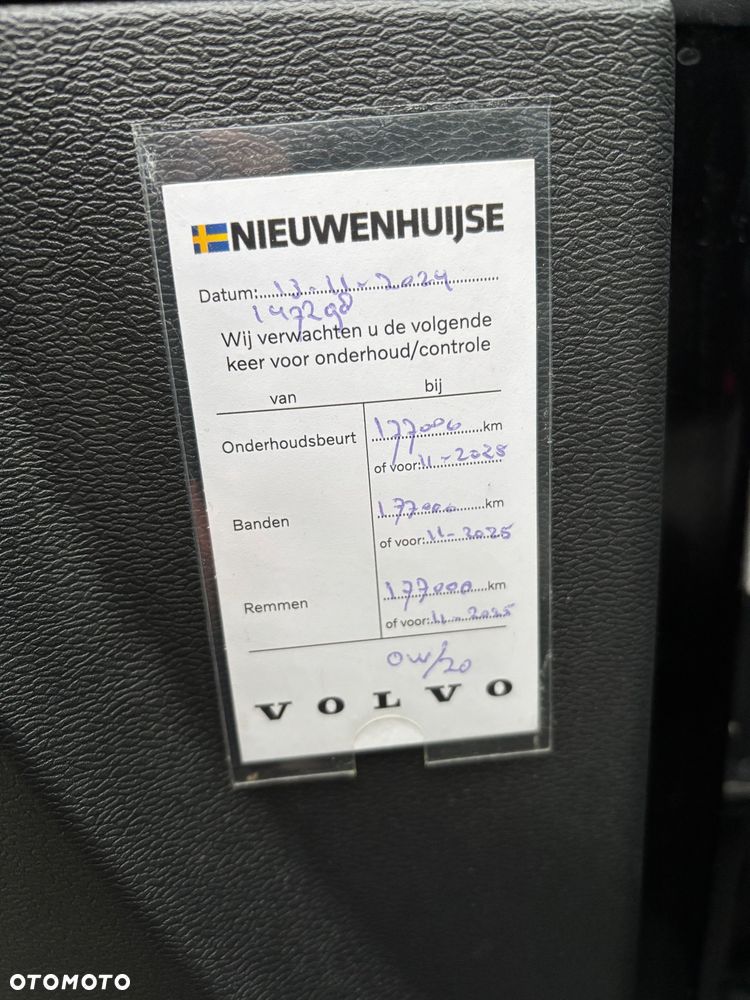 NIEUWENHUIJSE
Datum: 13-11-2024
147298
Wij verwachten u de volgende
keer voor onderhoud/controle
van bij
Onderhoudsbeurt 177000 km
of voor: 11-2025
Banden 177000 km
of voor: 11-2025
Remmen 177000 km
of voor: 11-2025
0W/20
VOLVO
OTOMOTO